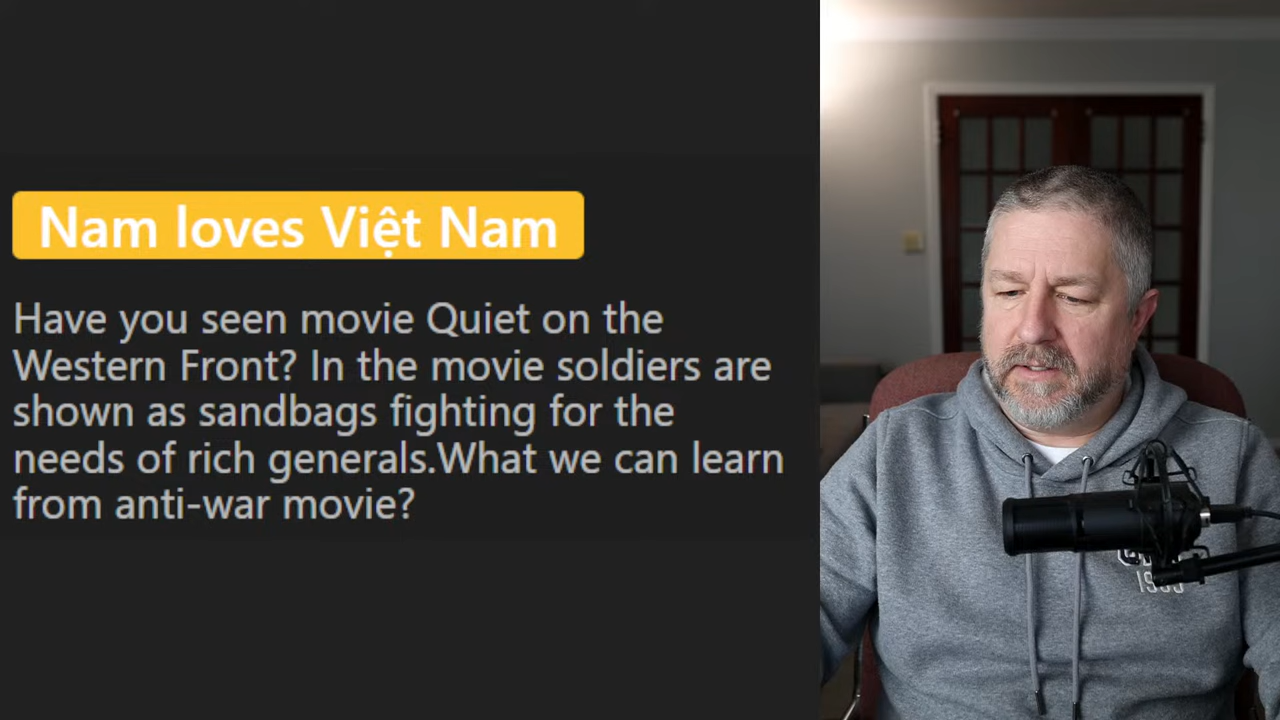 Nam loves Việt Nam
Have you seen movie Quiet on the
Western Front? In the movie soldiers are
shown as sandbags fighting for the
needs of rich generals.What we can learn
from anti-war movie?